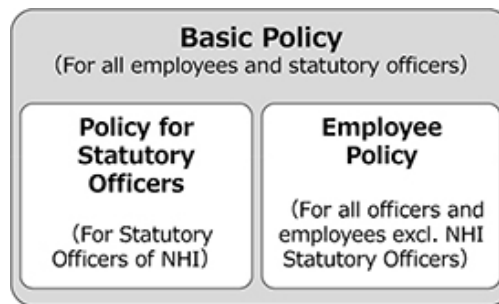 Basic Policy
(For all employees and statutory officers)
Policy for
Statutory
Officers
(For Statutory
Officers of NHI)
Employee
Policy
(For all officers and
employees excl. NHI
Statutory Officers)